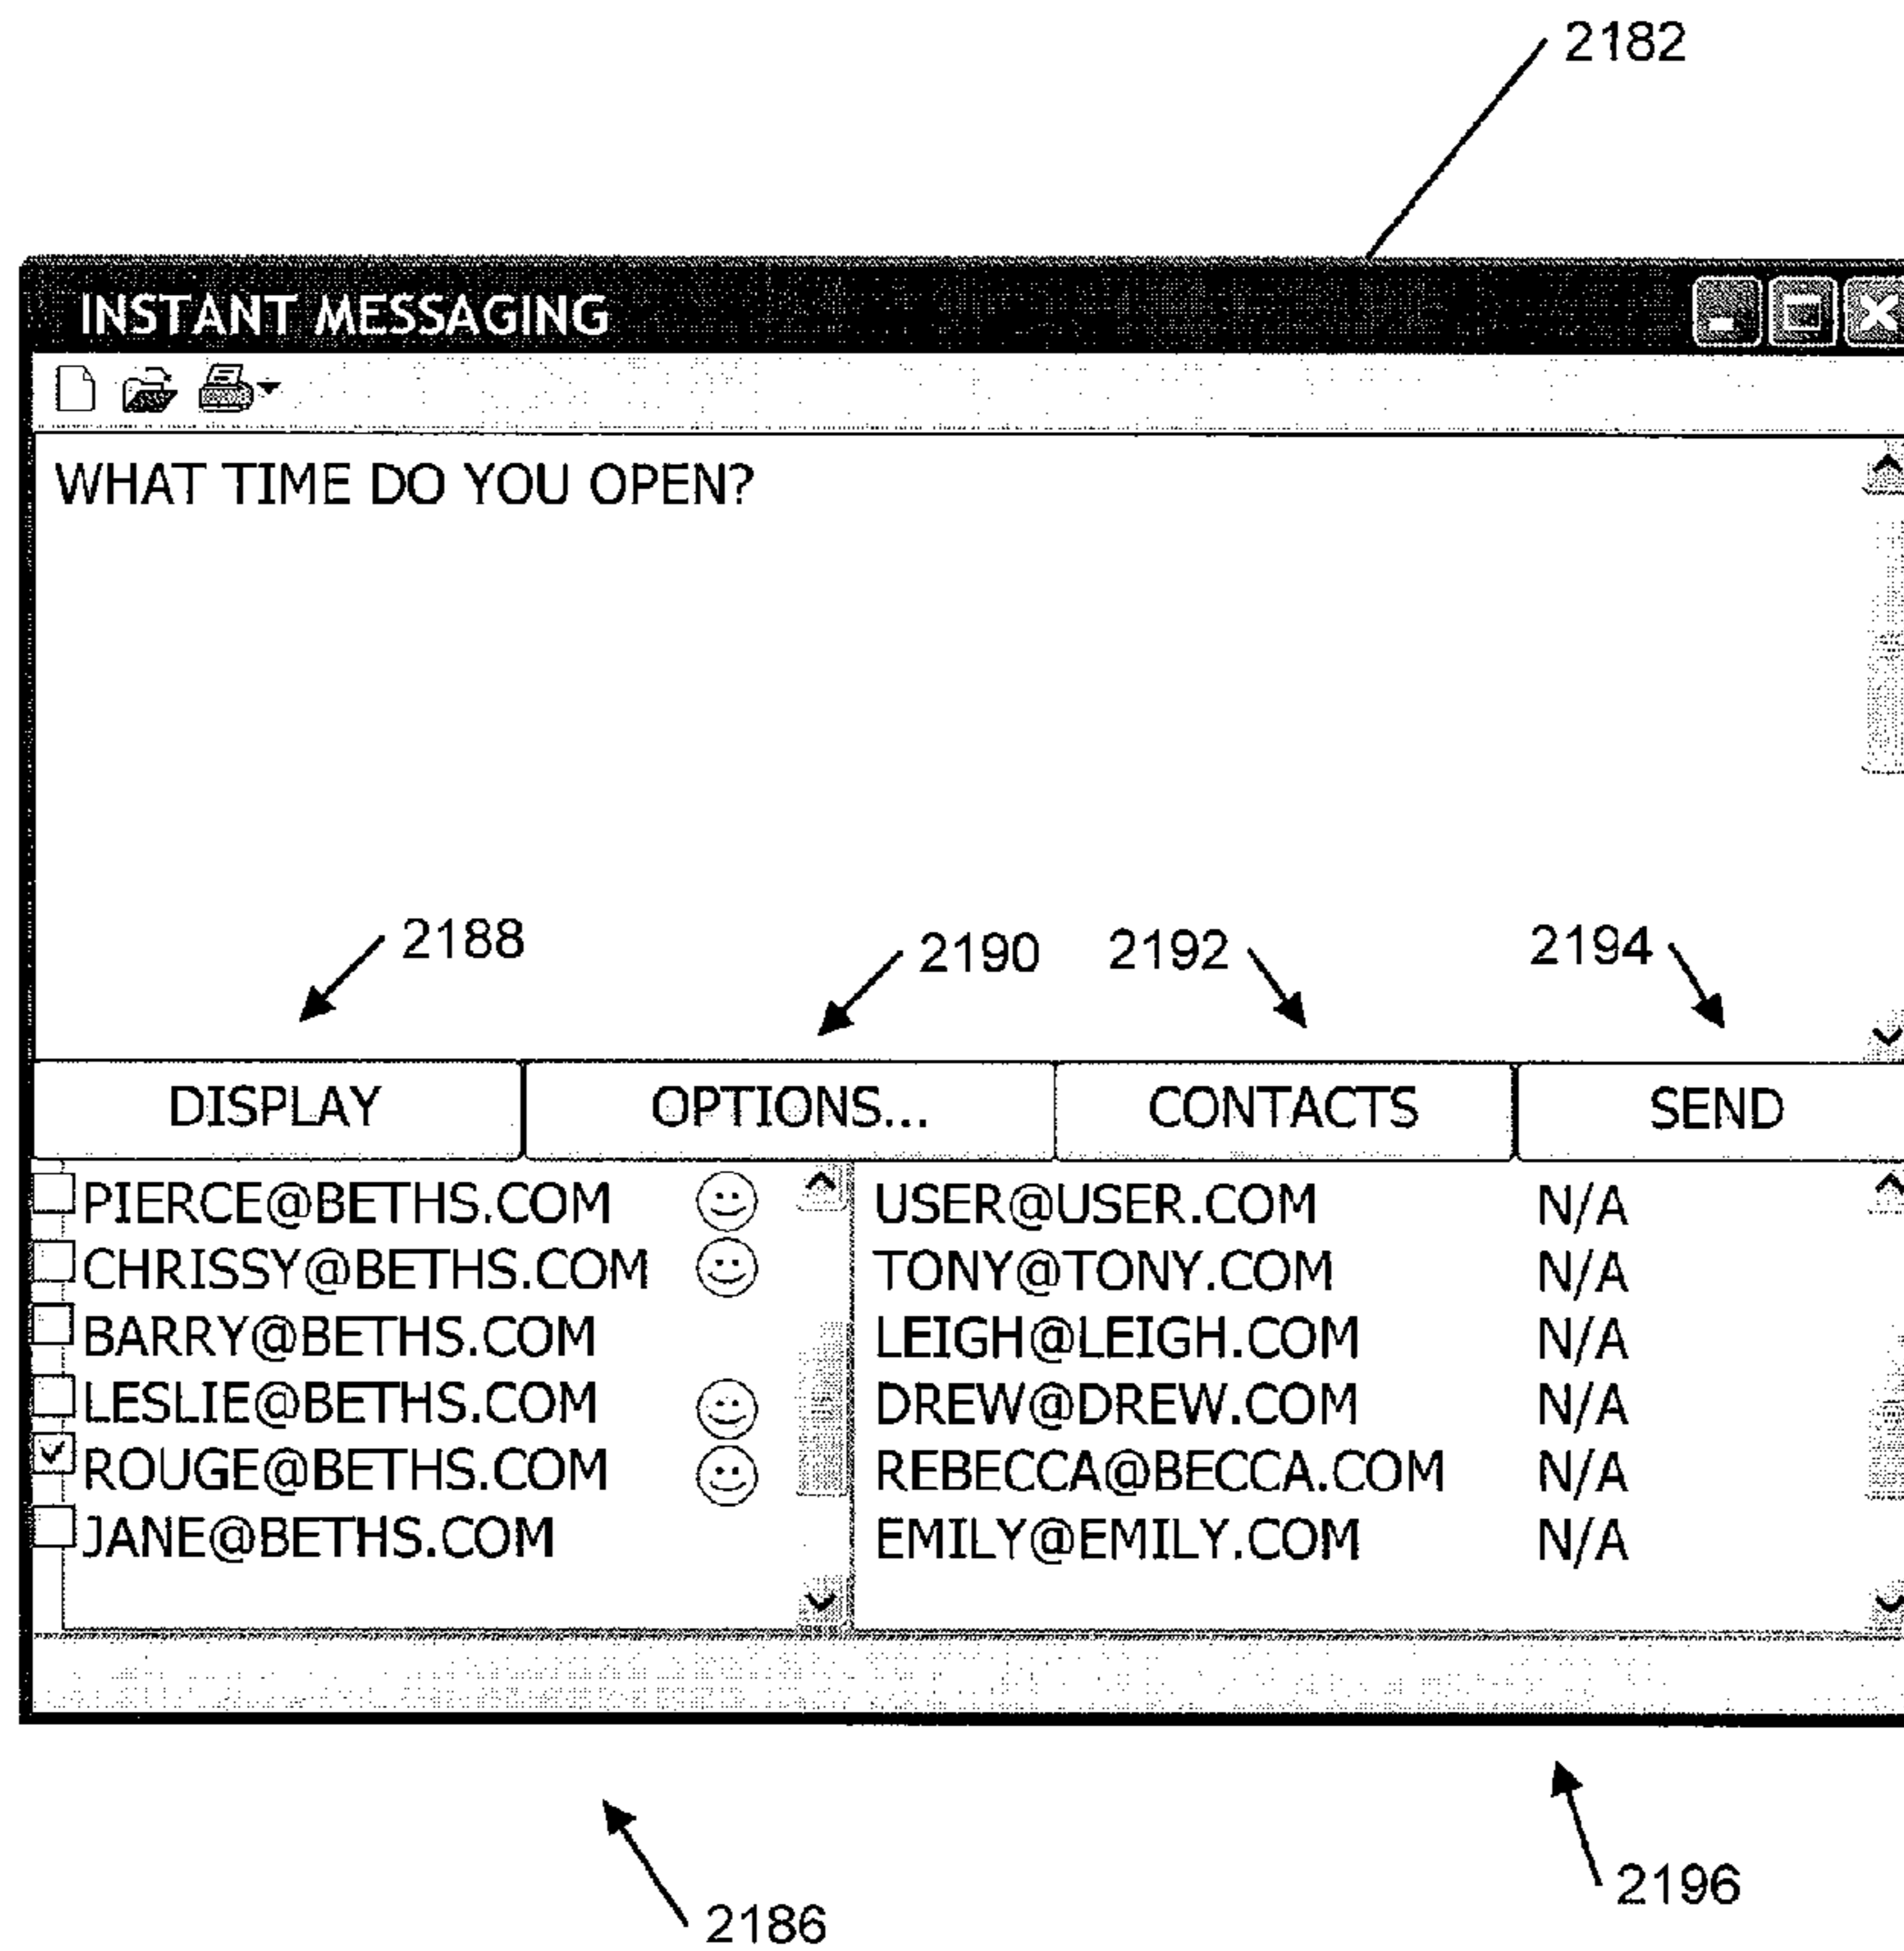 2182
INSTANT MESSAGING
WHAT TIME DO YOU OPEN?
2188 2190 2192 2194
DISPLAY OPTIONS... CONTACTS SEND
PIERCE@BETHS.COM USER@USER.COM N/A
CHRISSY@BETHS.COM TONY@TONY.COM N/A
BARRY@BETHS.COM LEIGH@LEIGH.COM N/A
LESLIE@BETHS.COM DREW@DREW.COM N/A
ROUGE@BETHS.COM REBECCA@BECCA.COM N/A
JANE@BETHS.COM EMILY@EMILY.COM N/A
2196
2186